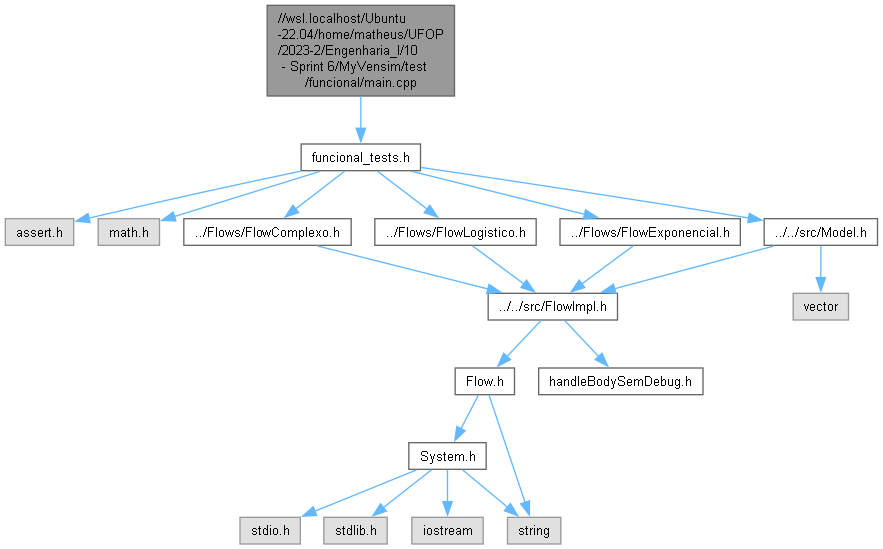 //wsl.localhost/Ubuntu
-22.04/home/matheus/UFOP
/2023-2/Engenharia_I/10
- Sprint 6/MyVensim/test
/funcional/main.cpp
funcional_tests.h
assert.h
math.h
../Flows/FlowComplexo.h
../Flows/FlowLogistico.h
../Flows/FlowExponencial.h
../../src/Model.h
../../src/FlowImpl.h
vector
Flow.h
handleBodySemDebug.h
System.h
stdio.h
stdlib.h
iostream
string